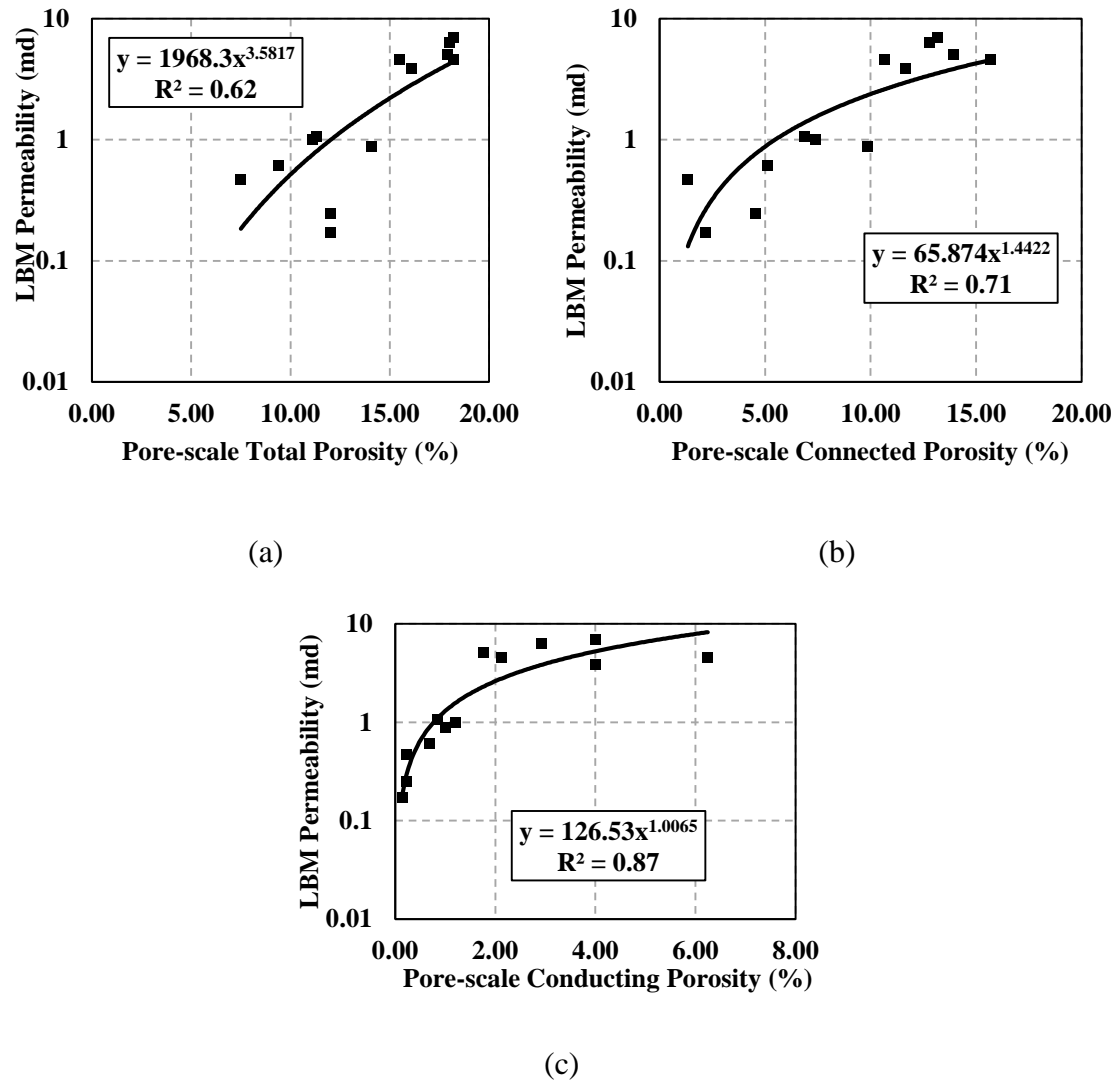 LBM Permeability (md)
10
1
0.1
0.01
y = 1968.3x^3.5817
R² = 0.62
0.00 5.00 10.00 15.00 20.00
Pore-scale Total Porosity (%)
(a)
LBM Permeability (md)
10
1
0.1
0.01
y = 65.874x^1.4422
R² = 0.71
0.00 5.00 10.00 15.00 20.00
Pore-scale Connected Porosity (%)
(b)
LBM Permeability (md)
10
1
0.1
0.01
y = 126.53x^1.0065
R² = 0.87
0.00 2.00 4.00 6.00 8.00
Pore-scale Conducting Porosity (%)
(c)